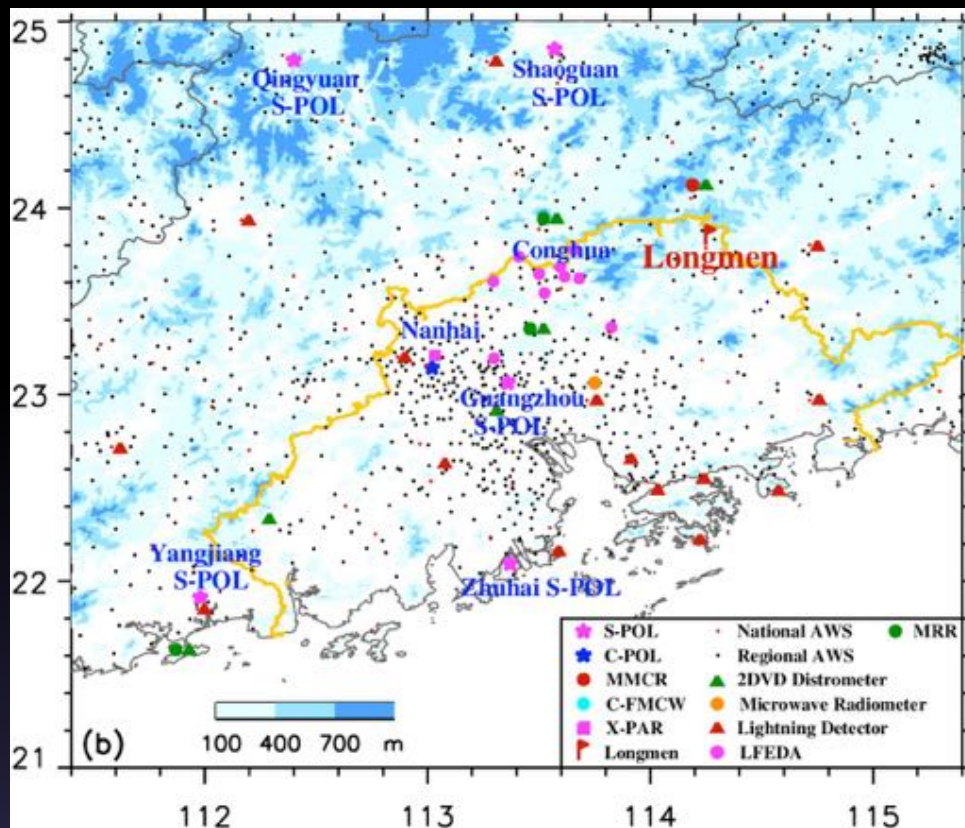 25
24
23
22
21
Qingyuan
S-POL
Shaoguan
S-POL
Conghua
Longmen
Nanhai
Guangzhou
S-POL
Yangjiang
S-POL
Zhuhai S-POL
100 400 700 m
(b)
S-POL
C-POL
MMCR
C-FMCW
X-PAR
Longmen
National AWS
Regional AWS
2DVD Distrometer
Microwave Radiometer
Lightning Detector
LFEDA
MRR
112 113 114 115